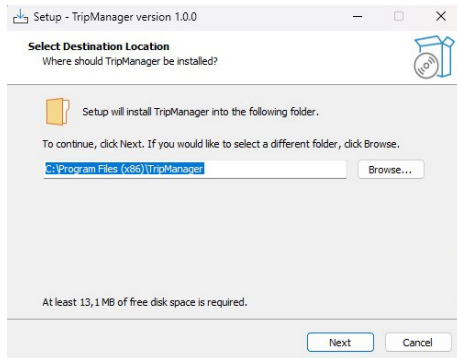 Setup - TripManager version 1.0.0
Select Destination Location
Where should TripManager be installed?
Setup will install TripManager into the following folder.
To continue, click Next. If you would like to select a different folder, click Browse.
C:\Program Files (x86)\TripManager
Browse...
At least 13,1 MB of free disk space is required.
Next
Cancel